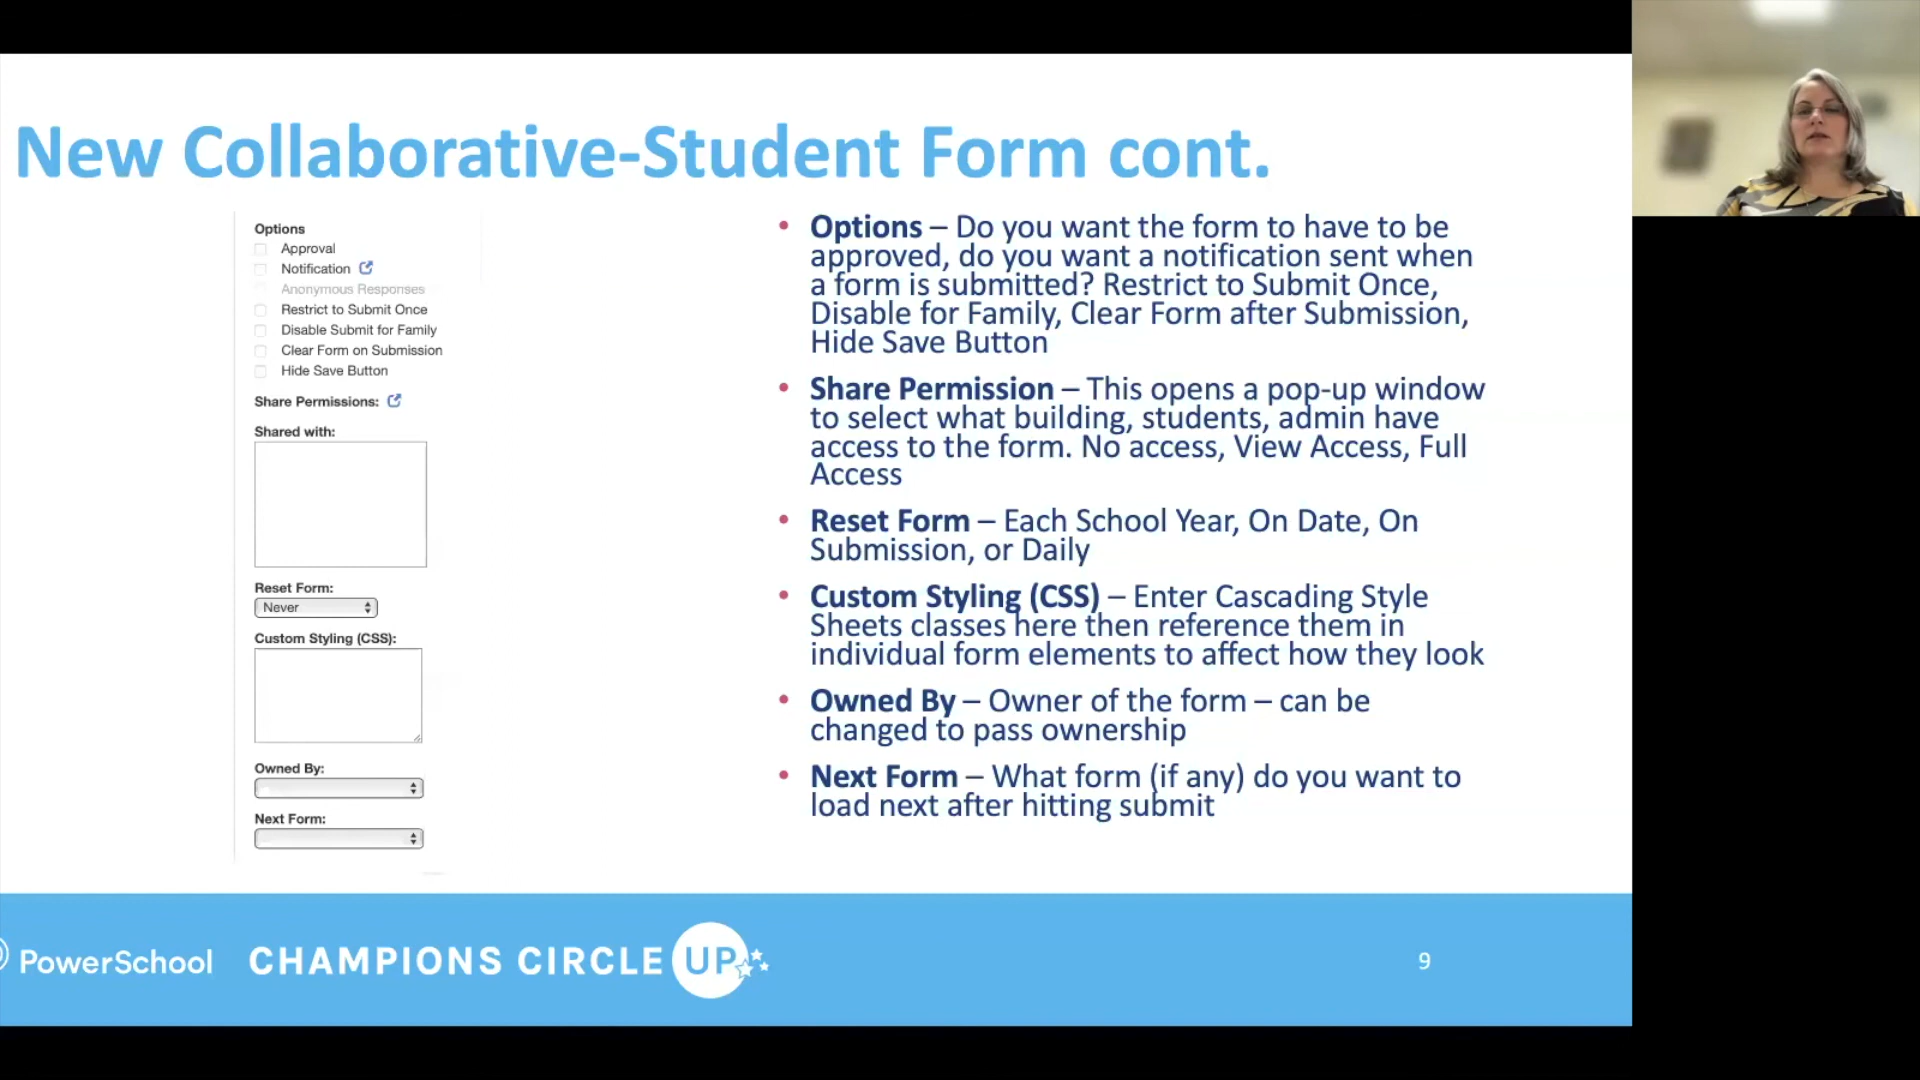 New Collaborative-Student Form cont.
Options
Approval
Notification
Anonymous Responses
Restrict to Submit Once
Disable Submit for Family
Clear Form on Submission
Hide Save Button
Share Permissions:
Shared with:
Reset Form:
Never
Custom Styling (CSS):
Owned By:
Next Form:
• Options – Do you want the form to have to be
approved, do you want a notification sent when
a form is submitted? Restrict to Submit Once,
Disable for Family, Clear Form after Submission,
Hide Save Button
• Share Permission – This opens a pop-up window
to select what building, students, admin have
access to the form. No access, View Access, Full
Access
• Reset Form – Each School Year, On Date, On
Submission, or Daily
• Custom Styling (CSS) – Enter Cascading Style
Sheets classes here then reference them in
individual form elements to affect how they look
• Owned By – Owner of the form – can be
changed to pass ownership
• Next Form – What form (if any) do you want to
load next after hitting submit
PowerSchool CHAMPIONS CIRCLE UP
9